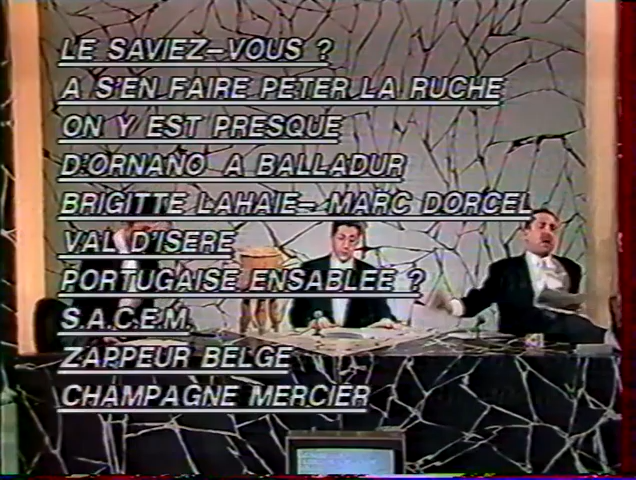 LE SAVIEZ-VOUS ?
A S'EN FAIRE PETER LA RUCHE
ON Y EST PRESQUE
D'ORNANO A BALLADUR
BRIGITTE LAHAIE- MARC DORCEL
VAL D'ISERE
PORTUGAISE ENSABLEE ?
S.A.C.E.M.
ZAPPEUR BELGE
CHAMPAGNE MERCIER